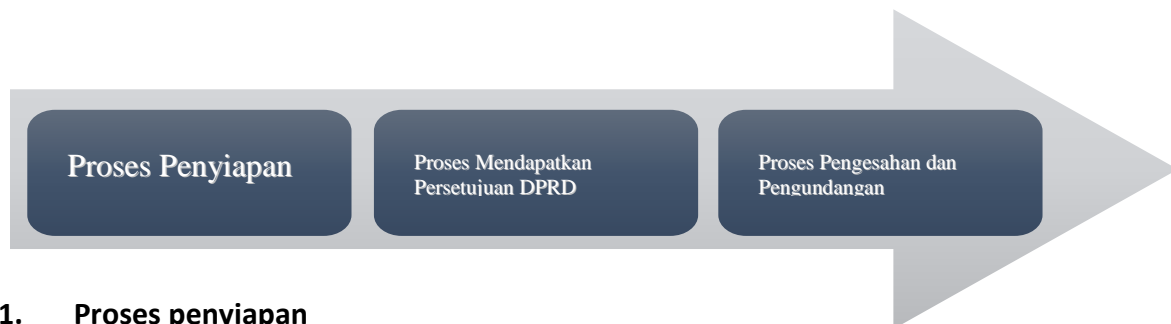 Proses Penyiapan
Proses Mendapatkan
Persetujuan DPRD
Proses Pengesahan dan
Pengundangan
1. Proses penyiapan